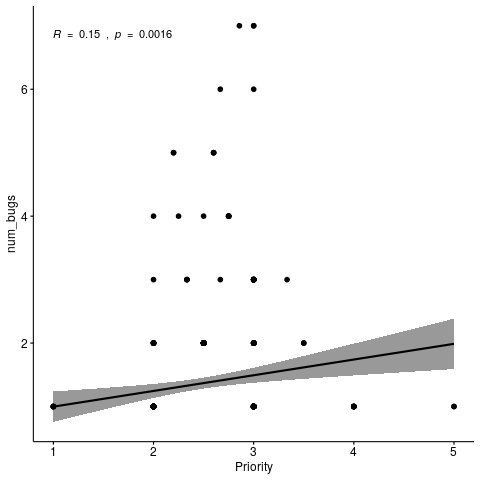 R = 0.15 , p = 0.0016
6
4
2
num_bugs
1 2 3 4 5
Priority